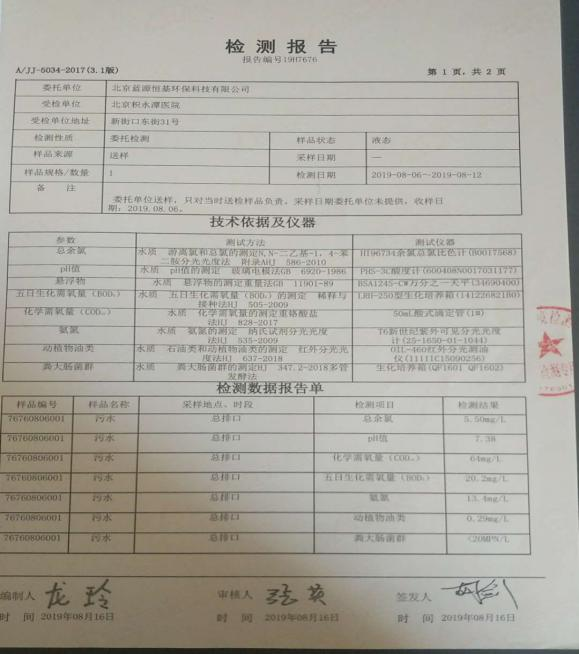 检测报告
报告编号19H7676
A/JJ-5034-2017(3.1版) 第 1 页，共 2 页
委托单位 北京蓝源恒基环保科技有限公司
受检单位 北京积水潭医院
受检单位地址 新街口东街31号
检测性质 委托检测 样品状态 液态
样品来源 送样 采样日期 —
样品规格/数量 1 检测日期 2019-08-06~2019-08-12
备 注 委托单位送样，只对当时送检样品负责。采样日期委托单位未提供，收样日
期：2019.08.06。
技术依据及仪器
参数 测试方法 测试仪器
总余氯 水质 游离氯和总氯的测定N,N-二乙基-1，4-苯 HI96734余氯总氯比色计(B0017568)
二胺分光光度法 附录AHJ 586-2010
pH值 水质 pH值的测定 玻璃电极法GB 6920-1986 PHS-3C酸度计(600408N0017031177)
悬浮物 水质 悬浮物的测定重量法GB 11901-89 BSA124S-CW万分之一天平(34690400)
五日生化需氧量（BOD₅） 水质 五日生化需氧量（BOD₅）的测定 稀释与 LRH-250型生化培养箱(141226821B0)
接种法HJ 505-2009
化学需氧量（COD） 水质 化学需氧量的测定重铬酸盐 50mL酸式滴定管(1#)
法HJ 828-2017
氨氮 水质 氨氮的测定 纳氏试剂分光光度 T6新世纪紫外可见分光光度
法HJ 535-2009 计(25-1650-01-1044)
动植物油类 水质 石油类和动植物油类的测定 红外分光光 OIL-460红外分光测油
度法HJ 637-2018 仪(1111C15090256)
粪大肠菌群 水质 粪大肠菌群的测定HJ 347.2-2018多管 生化培养箱(QF1601 QF1602)
发酵法
检测数据报告单
样品编号 样品名称 采样地点、时段 检测项目 检测结果
76760806001 污水 总排口 总余氯 5.50mg/L
76760806001 污水 总排口 pH值 7.38
76760806001 污水 总排口 化学需氧量（COD） 64mg/L
76760806001 污水 总排口 五日生化需氧量（BOD₅） 20.2mg/L
76760806001 污水 总排口 氨氮 13.4mg/L
76760806001 污水 总排口 动植物油类 0.29mg/L
76760806001 污水 总排口 粪大肠菌群 <20MPN/L
编制人 龙玲 审核人 张英 签发人
时 间 2019年08月16日 时 间 2019年08月16日 时 间 2019年08月16日